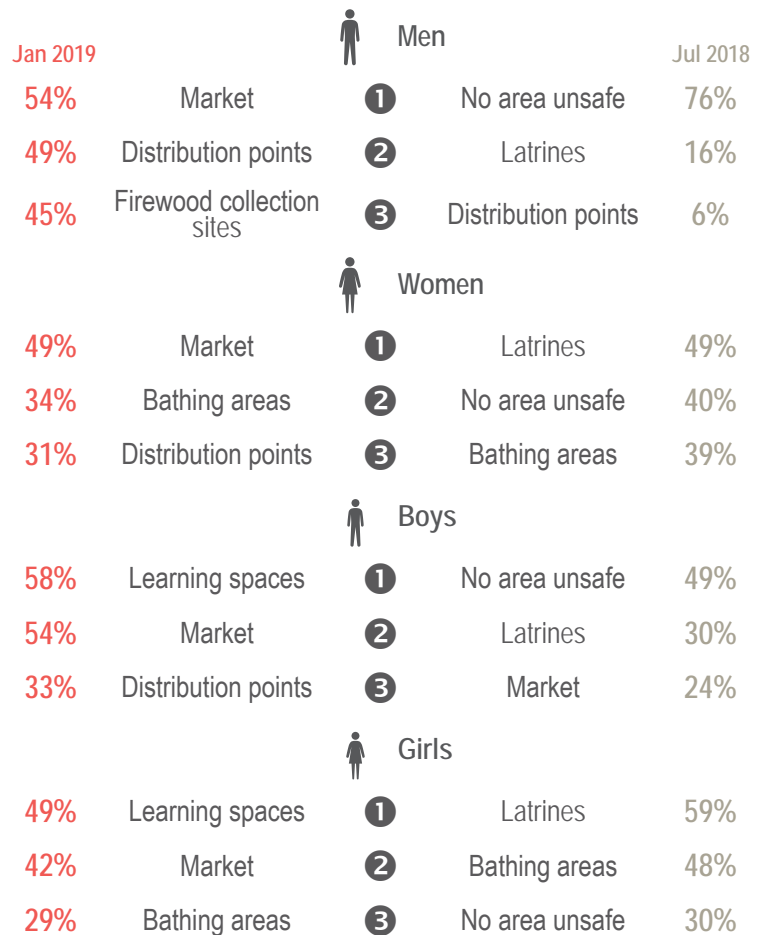 Men
Jan 2019 Jul 2018
54% Market 1 No area unsafe 76%
49% Distribution points 2 Latrines 16%
45% Firewood collection sites 3 Distribution points 6%
Women
49% Market 1 Latrines 49%
34% Bathing areas 2 No area unsafe 40%
31% Distribution points 3 Bathing areas 39%
Boys
58% Learning spaces 1 No area unsafe 49%
54% Market 2 Latrines 30%
33% Distribution points 3 Market 24%
Girls
49% Learning spaces 1 Latrines 59%
42% Market 2 Bathing areas 48%
29% Bathing areas 3 No area unsafe 30%